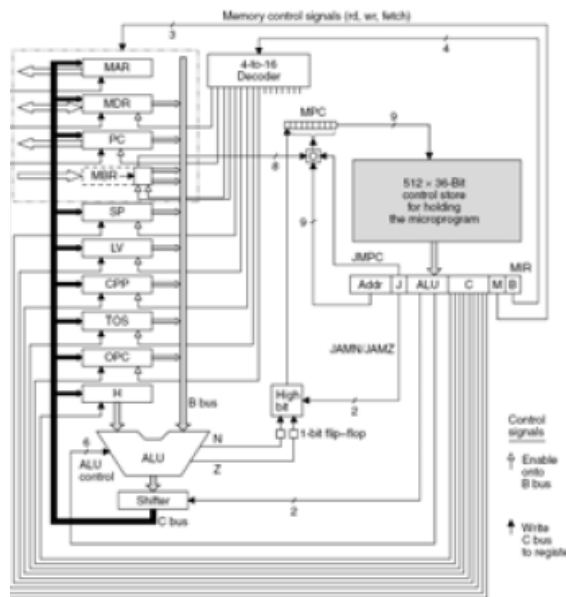 Memory control signals (rd, wr, fetch)
3
4
MAR
MDR
PC
MBR
SP
LV
CPP
TOS
OPC
H
4-to-16
Decoder
MPC
9
8
9
512 × 36-Bit
control store
for holding
the microprogram
JMPC
MIR
Addr J ALU C M B
JAMN/JAMZ
High
bit
2
1-bit flip–flop
B bus
6
ALU
control
ALU
N
Z
Shifter
C bus
2
Control
signals
Enable
onto
B bus
Write
C bus
to registe